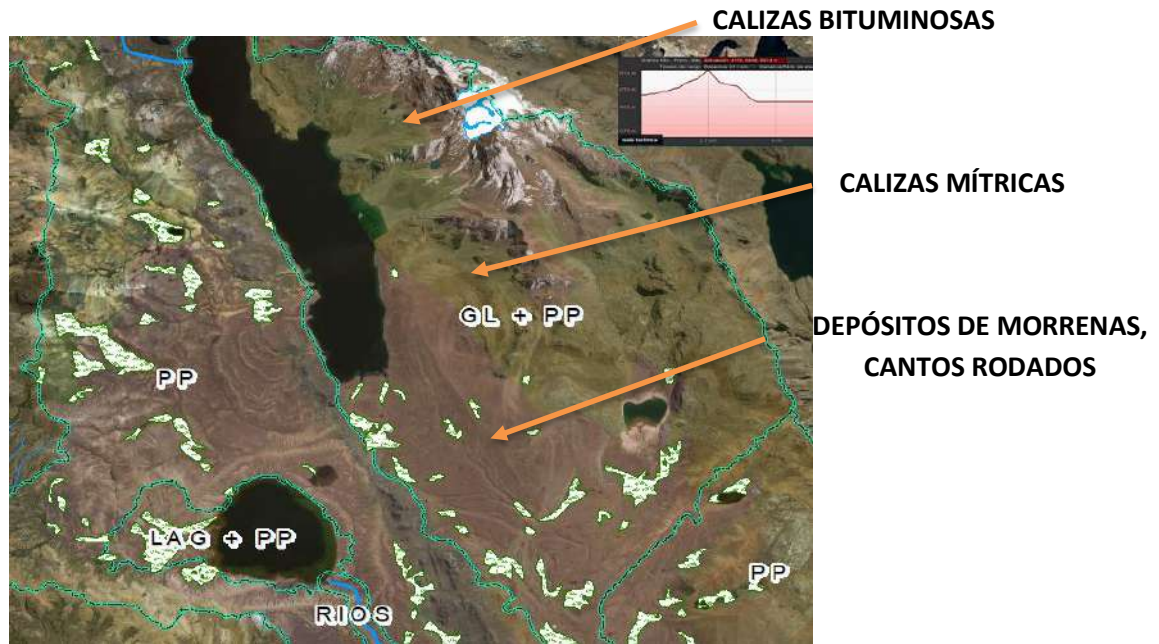 CALIZAS BITUMINOSAS
CALIZAS MÍTRICAS
GL + PP
DEPÓSITOS DE MORRENAS,
CANTOS RODADOS
PP
LAG + PP
PP
RIOS